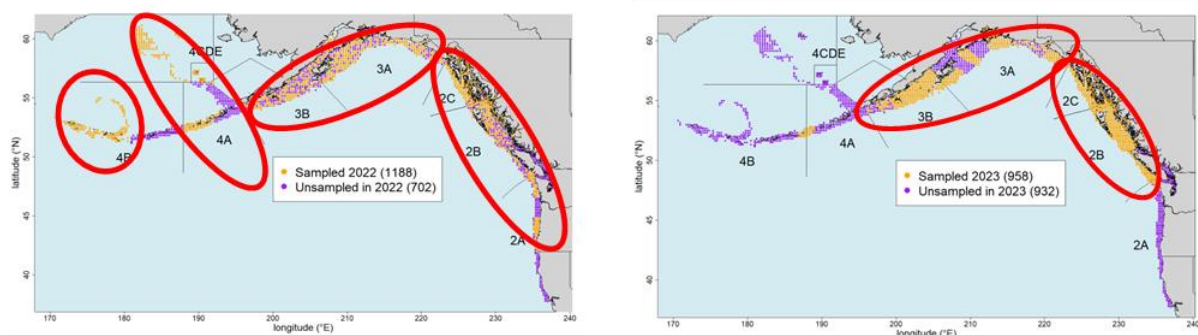 60
55
50
45
40
latitude (°N)
4CDE
3A
3B
2C
4A
4B
2B
2A
Sampled 2022 (1188)
Unsampled in 2022 (702)
170 180 190 200 210 220 230 240
longitude (°E)
60
55
50
45
40
latitude (°N)
4CDE
3A
3B
2C
4A
4B
2B
2A
Sampled 2023 (958)
Unsampled in 2023 (932)
170 180 190 200 210 220 230 240
longitude (°E)